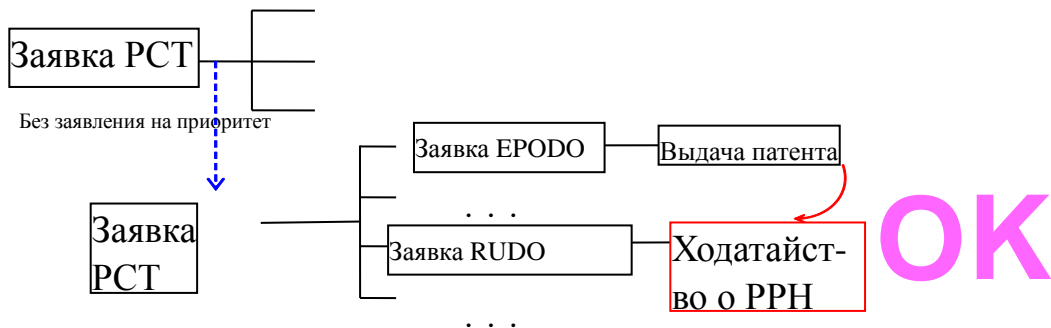 Заявка PCT
Без заявления на приоритет
Заявка EPODO
Выдача патента
. . .
Заявка
PCT
Заявка RUDO
Ходатайст-
во о PPH
OK
. . .